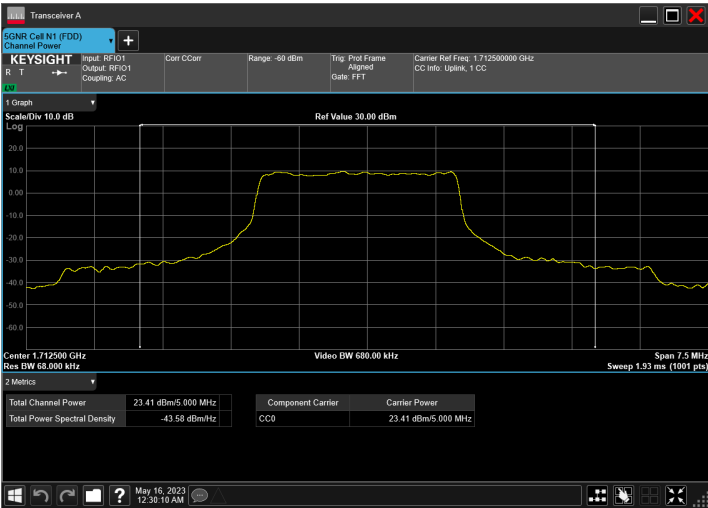 Transceiver A
5GNR Cell N1 (FDD)
Channel Power
KEYSIGHT
R T
LXI
Input: RFIO1
Output: RFIO1
Coupling: AC
Corr CCorr
Range: -60 dBm
Trig: Prot Frame
Aligned
Gate: FFT
Carrier Ref Freq: 1.712500000 GHz
CC Info: Uplink, 1 CC
1 Graph
Scale/Div 10.0 dB
Ref Value 30.00 dBm
Log
20.0
10.0
0.00
-10.0
-20.0
-30.0
-40.0
-50.0
-60.0
Center 1.712500 GHz
Video BW 680.00 kHz
Span 7.5 MHz
Res BW 68.000 kHz
Sweep 1.93 ms (1001 pts)
2 Metrics
Total Channel Power 23.41 dBm/5.000 MHz
Total Power Spectral Density -43.58 dBm/Hz
Component Carrier Carrier Power
CC0 23.41 dBm/5.000 MHz
?
May 16, 2023
12:30:10 AM